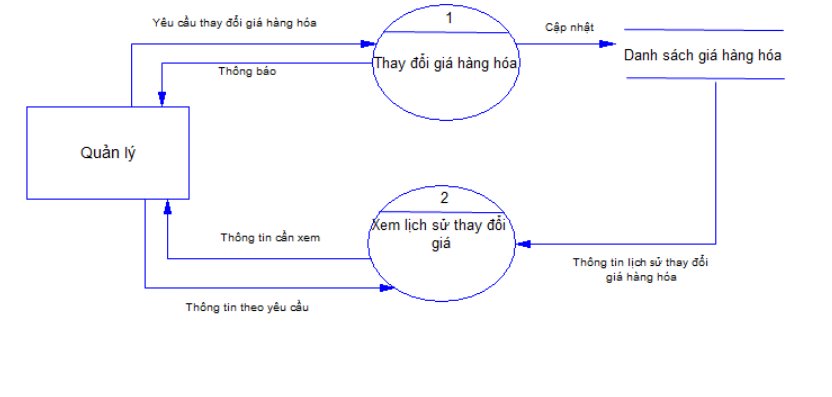 Yêu cầu thay đổi giá hàng hóa
1
Cập nhật
Thay đổi giá hàng hóa
Danh sách giá hàng hóa
Thông báo
Quản lý
2
Xem lịch sử thay đổi
giá
Thông tin cần xem
Thông tin lịch sử thay đổi
giá hàng hóa
Thông tin theo yêu cầu